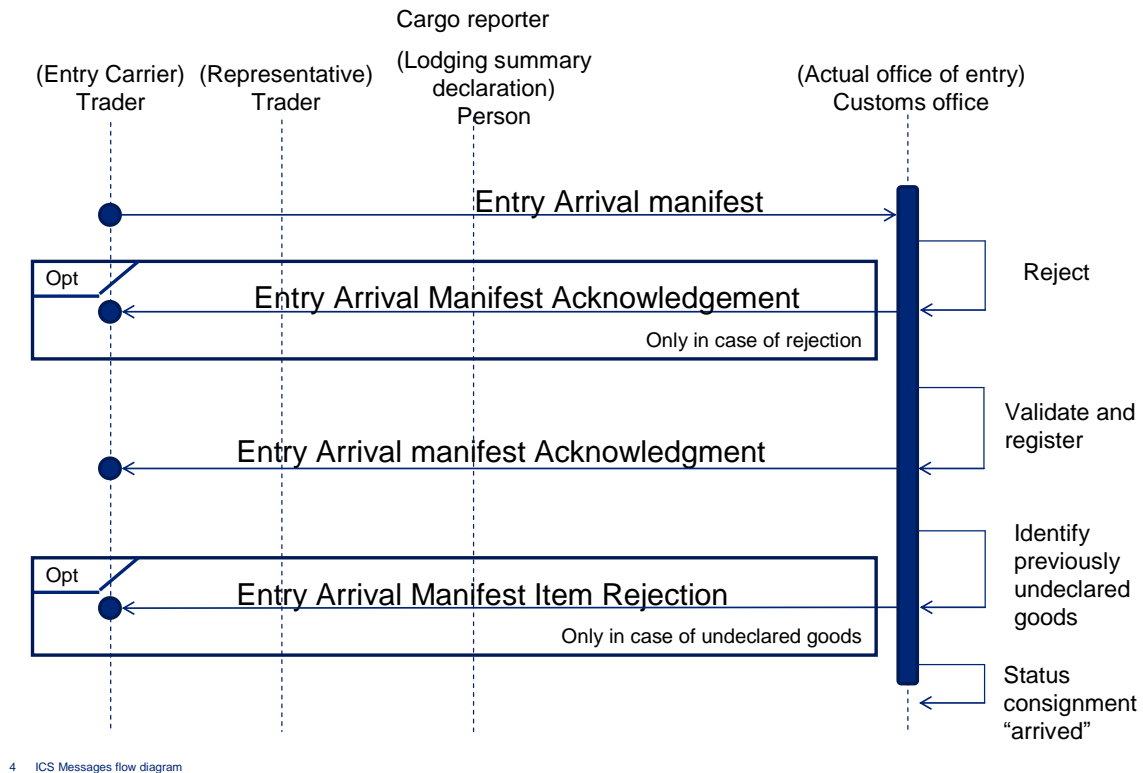 Cargo reporter
(Entry Carrier)
Trader
(Representative)
Trader
(Lodging summary
declaration)
Person
(Actual office of entry)
Customs office
Entry Arrival manifest
Reject
Opt
Entry Arrival Manifest Acknowledgement
Only in case of rejection
Validate and
register
Entry Arrival manifest Acknowledgment
Identify
previously
undeclared
goods
Opt
Entry Arrival Manifest Item Rejection
Only in case of undeclared goods
Status
consignment
“arrived”
4 ICS Messages flow diagram